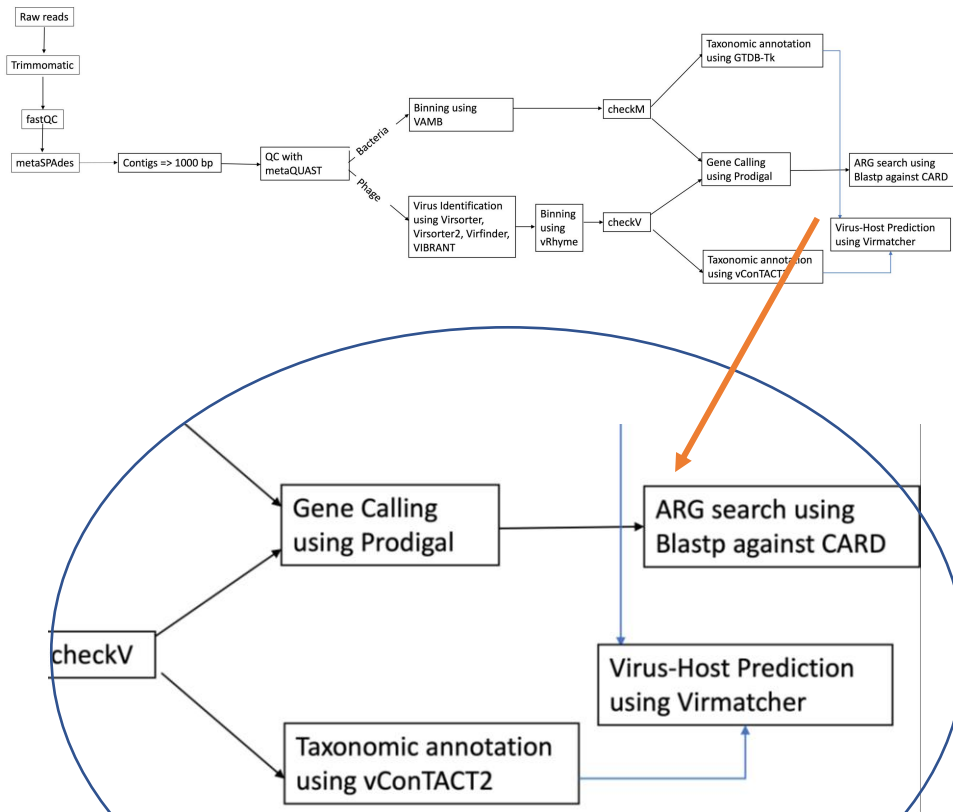 Raw reads
Trimmomatic
fastQC
metaSPAdes
Contigs => 1000 bp
QC with
metaQUAST
Bacteria
Phage
Binning using
VAMB
checkM
Taxonomic annotation
using GTDB-Tk
Gene Calling
using Prodigal
ARG search using
Blastp against CARD
Virus Identification
using Virsorter,
Virsorter2, Virfinder,
VIBRANT
Binning
using
vRhyme
checkV
Virus-Host Prediction
using Virmatcher
Taxonomic annotation
using vConTACT2
Gene Calling
using Prodigal
ARG search using
Blastp against CARD
checkV
Virus-Host Prediction
using Virmatcher
Taxonomic annotation
using vConTACT2